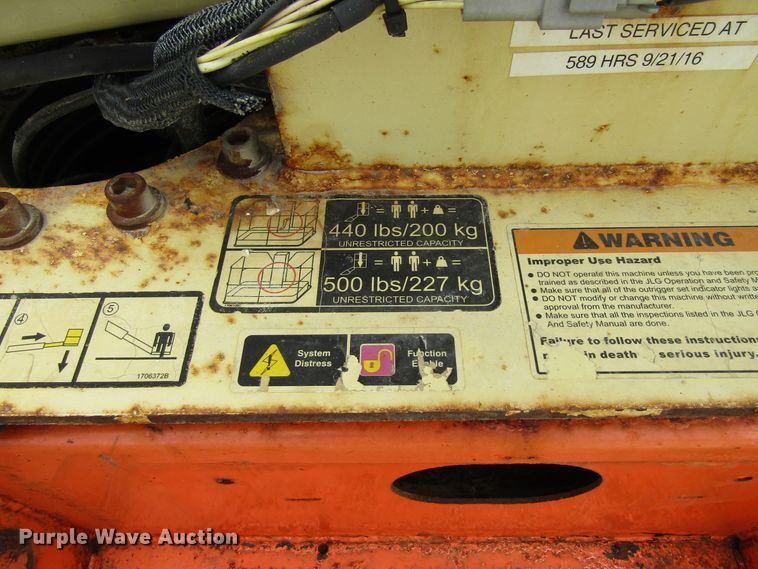 LAST SERVICED AT
589 HRS 9/21/16
= + =
440 lbs/200 kg
UNRESTRICTED CAPACITY
= + =
500 lbs/227 kg
UNRESTRICTED CAPACITY
WARNING
Improper Use Hazard
• DO NOT operate this machine unless you have been pro
trained as described in the JLG Operation and Safety M
• Make sure that all of the outrigger set indicator lights
• DO NOT modify or change this machine without writte
approval from the manufacturer.
• Make sure that all the inspections listed in the JLG
And Safety Manual are done.
Failure to follow these instructions
in death serious injury.
4
5
1706372B
System
Distress
Function
Enable
Purple Wave Auction